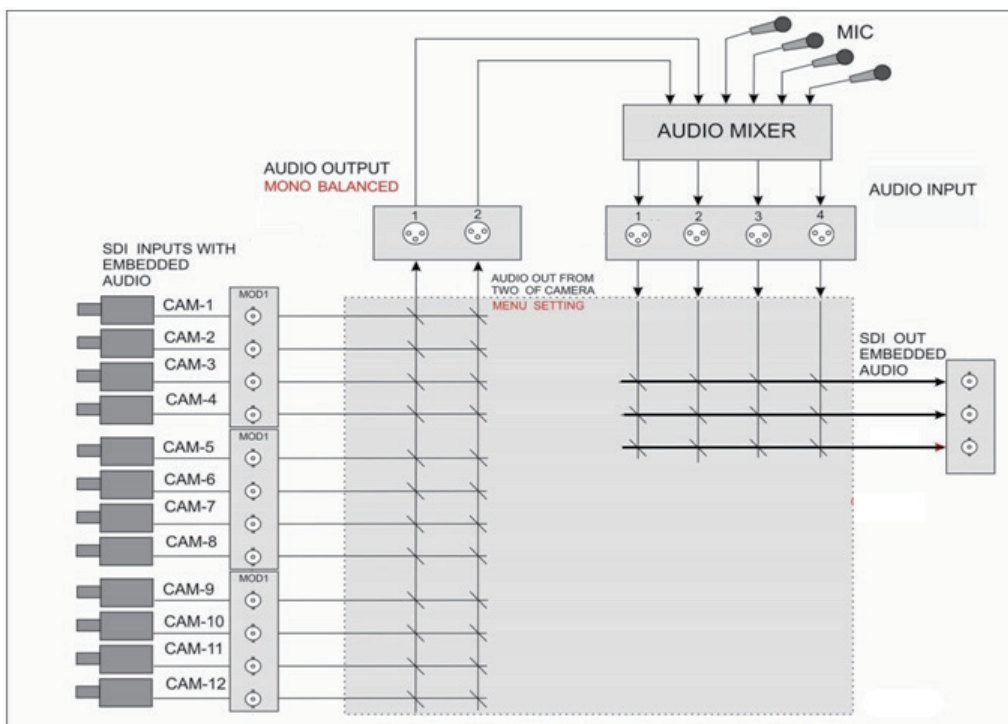 MIC
AUDIO MIXER
AUDIO OUTPUT
MONO BALANCED
AUDIO INPUT
1 2
1 2 3 4
SDI INPUTS WITH
EMBEDDED
AUDIO
AUDIO OUT FROM
TWO OF CAMERA
MENU SETTING
MOD1
CAM-1
CAM-2
CAM-3
CAM-4
SDI OUT
EMBEDDED
AUDIO
MOD1
CAM-5
CAM-6
CAM-7
CAM-8
MOD1
CAM-9
CAM-10
CAM-11
CAM-12